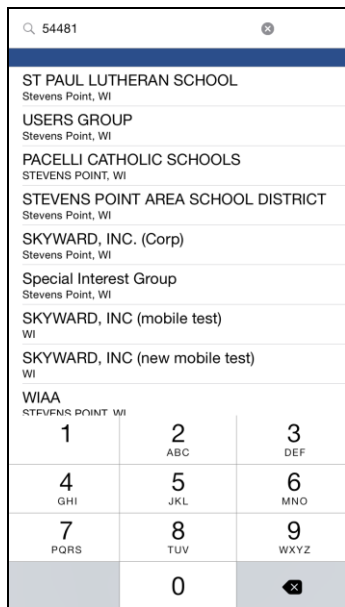 54481
ST PAUL LUTHERAN SCHOOL
Stevens Point, WI
USERS GROUP
Stevens Point, WI
PACELLI CATHOLIC SCHOOLS
STEVENS POINT, WI
STEVENS POINT AREA SCHOOL DISTRICT
Stevens Point, WI
SKYWARD, INC. (Corp)
Stevens Point, WI
Special Interest Group
Stevens Point, WI
SKYWARD, INC (mobile test)
WI
SKYWARD, INC (new mobile test)
WI
WIAA
STEVENS POINT, WI
1 2 3
ABC DEF
4 5 6
GHI JKL MNO
7 8 9
PQRS TUV WXYZ
0